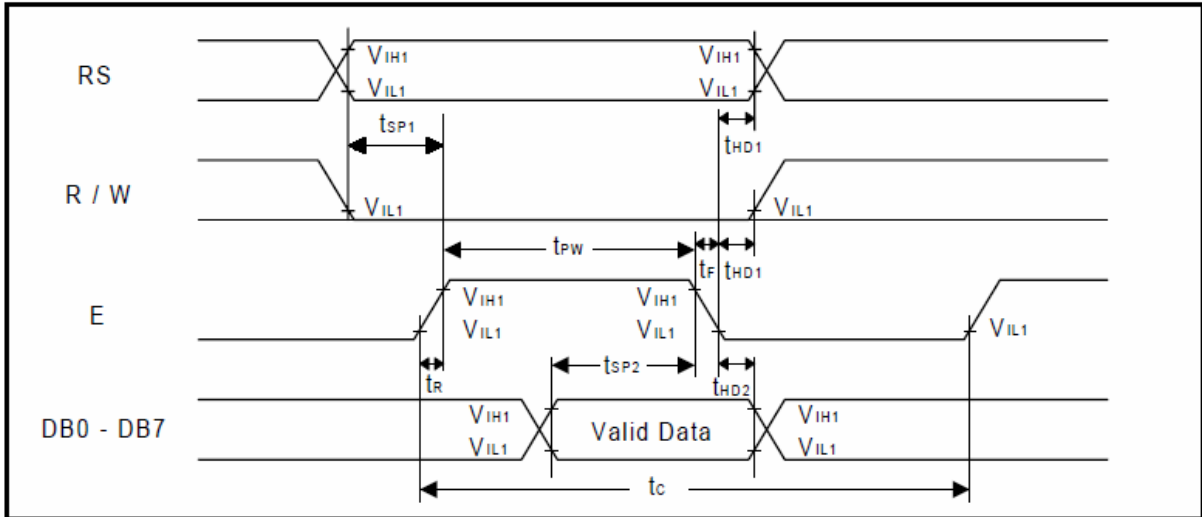 RS
VIH1 VIH1
VIL1 VIL1
tSP1
tHD1
R / W
VIL1 VIL1
tPW
tF tHD1
E
VIH1 VIH1
VIL1 VIL1 VIL1
tSP2
tR tHD2
DB0 - DB7
VIH1 VIH1
Valid Data
VIL1 VIL1
tC